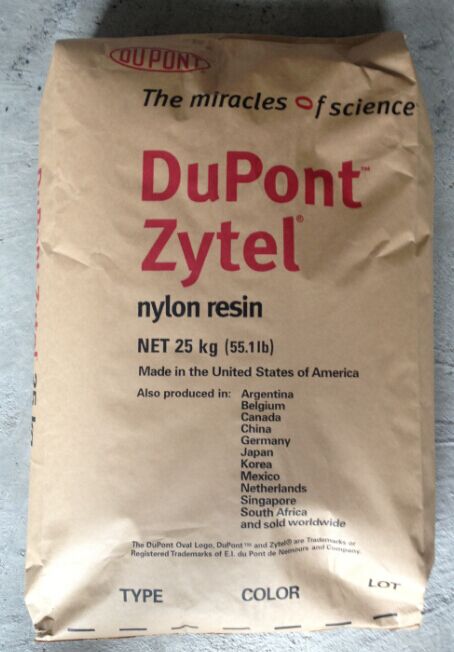 DUPONT
The miracles of science
DuPont™
Zytel®
nylon resin
NET 25 kg (55.1lb)
Made in the United States of America
Also produced in: Argentina
Belgium
Canada
China
Germany
Japan
Korea
Mexico
Netherlands
Singapore
South Africa
and sold worldwide
The DuPont Oval Logo, DuPont™ and Zytel® are Trademarks or
Registered Trademarks of E.I. du Pont de Nemours and Company.
TYPE COLOR LOT